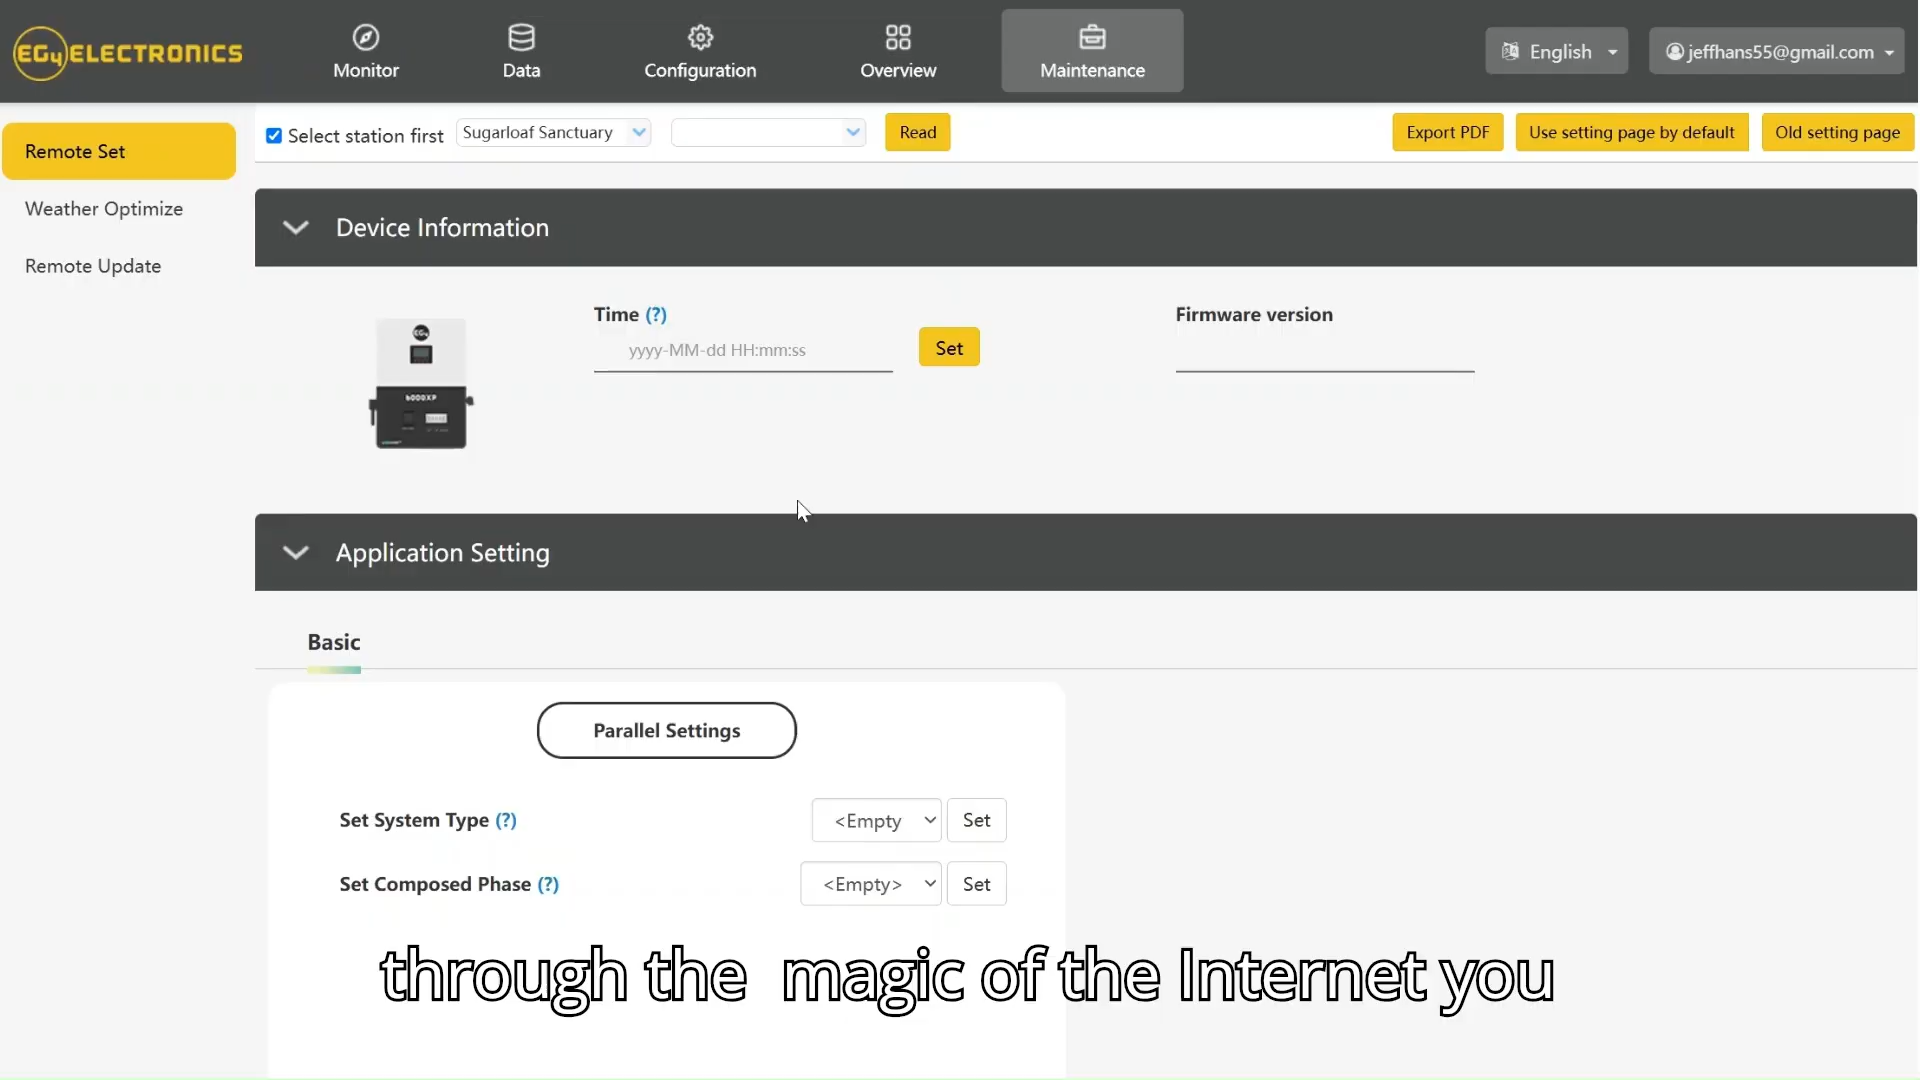 EG4 ELECTRONICS
Monitor
Data
Configuration
Overview
Maintenance
English
jeffhans55@gmail.com
Remote Set
Weather Optimize
Remote Update
Select station first
Sugarloaf Sanctuary
Read
Export PDF
Use setting page by default
Old setting page
Device Information
EG4
6000XP
Time (?)
yyyy-MM-dd HH:mm:ss
Set
Firmware version
Application Setting
Basic
Parallel Settings
Set System Type (?)
<Empty
Set
Set Composed Phase (?)
<Empty>
Set
through the magic of the Internet you